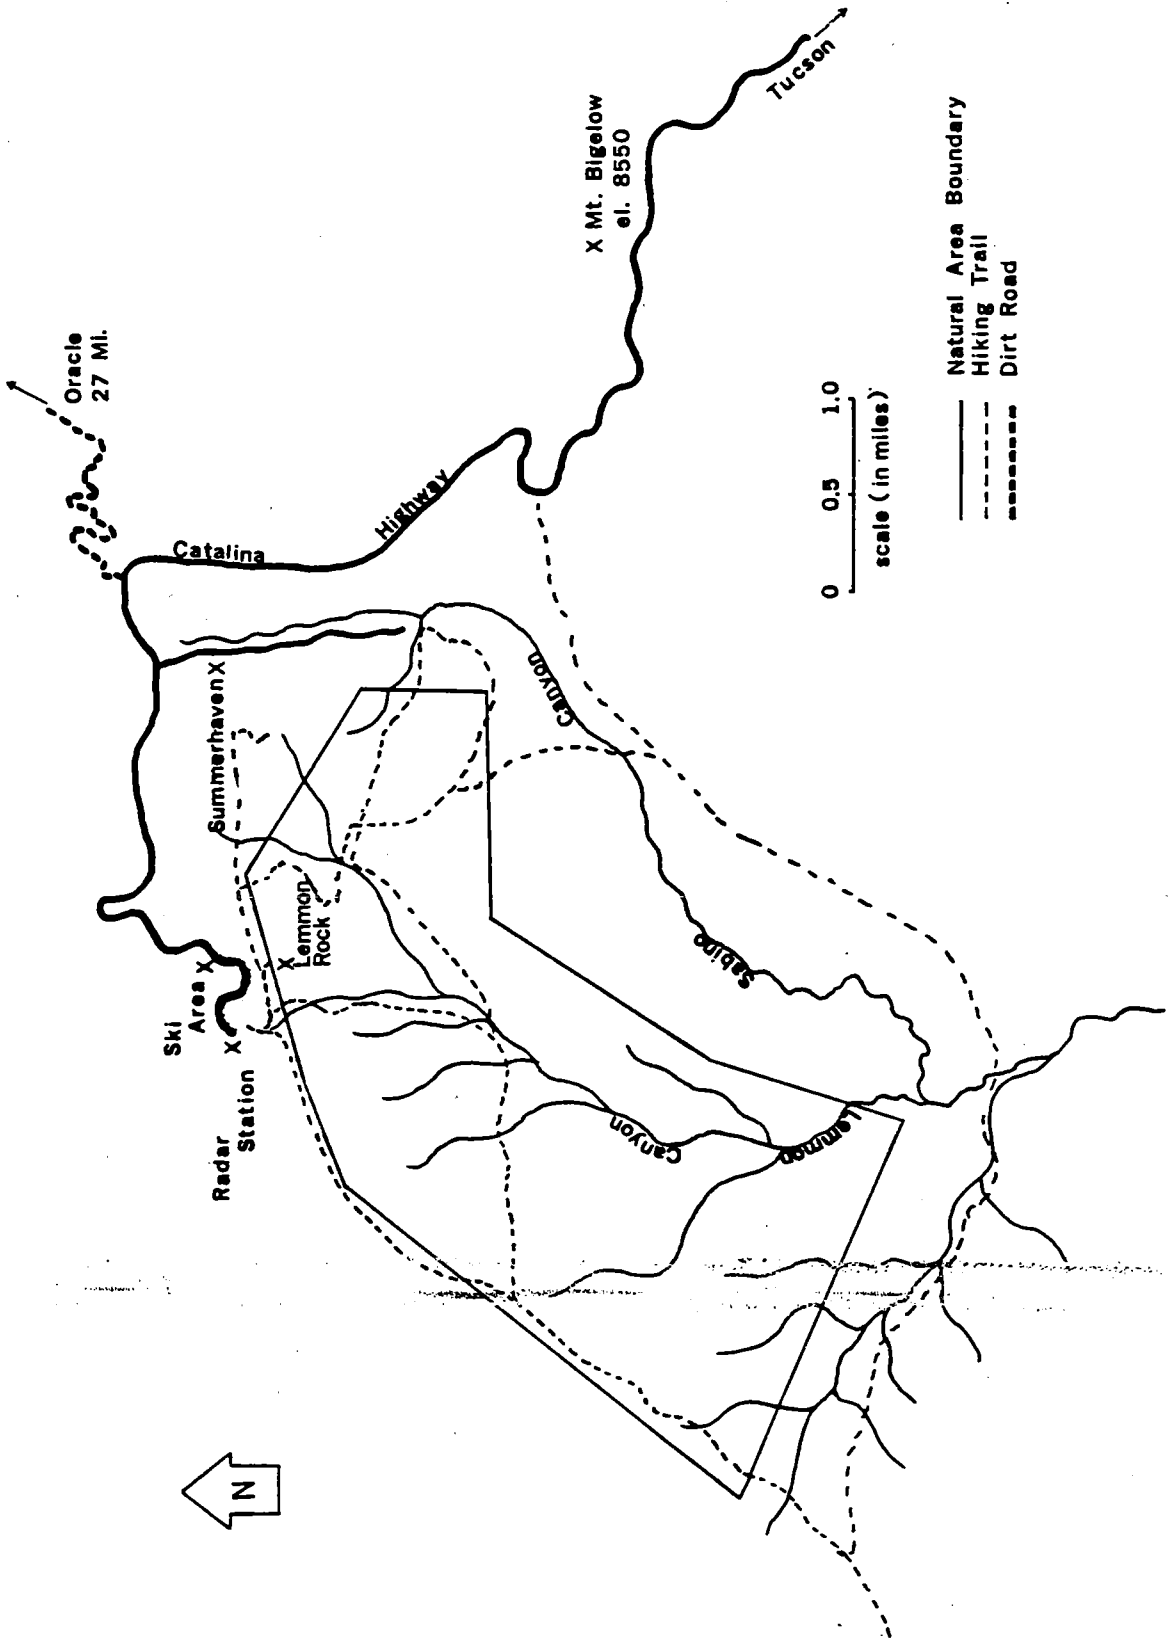 Oracle
27 Mi.
Catalina
Highway
X Mt. Bigelow
el. 8550
Tucson
Summerhaven X
Ski
Area X
X
Lemmon
Rock
Radar
Station X
Canyon
Sabino
Canyon
Lemmon
N
0 0.5 1.0
scale (in miles)
Natural Area Boundary
Hiking Trail
Dirt Road